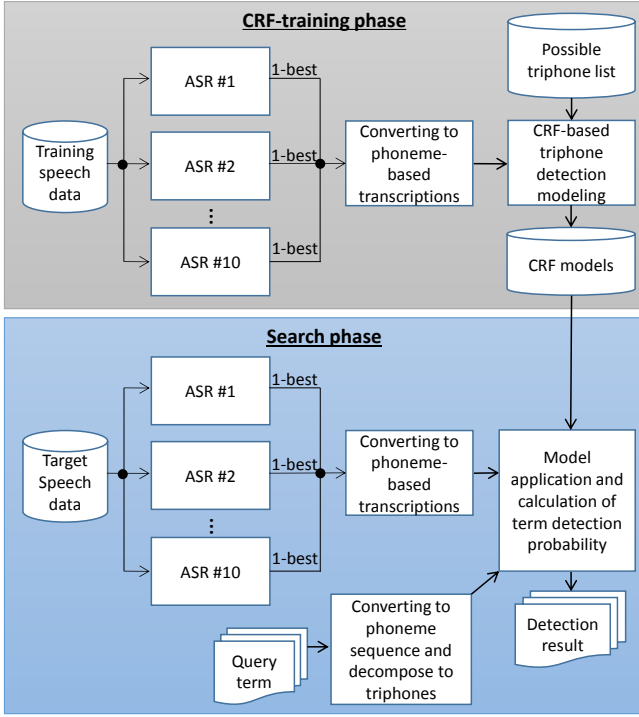 CRF-training phase
Training
speech
data
ASR #1
ASR #2
⋮
ASR #10
1-best
1-best
1-best
Converting to
phoneme-
based
transcriptions
Possible
triphone list
CRF-based
triphone
detection
modeling
CRF models
Search phase
Target
Speech
data
ASR #1
ASR #2
⋮
ASR #10
1-best
1-best
1-best
Converting to
phoneme-
based
transcriptions
Model
application and
calculation of
term detection
probability
Query
term
Converting to
phoneme
sequence and
decompose to
triphones
Detection
result